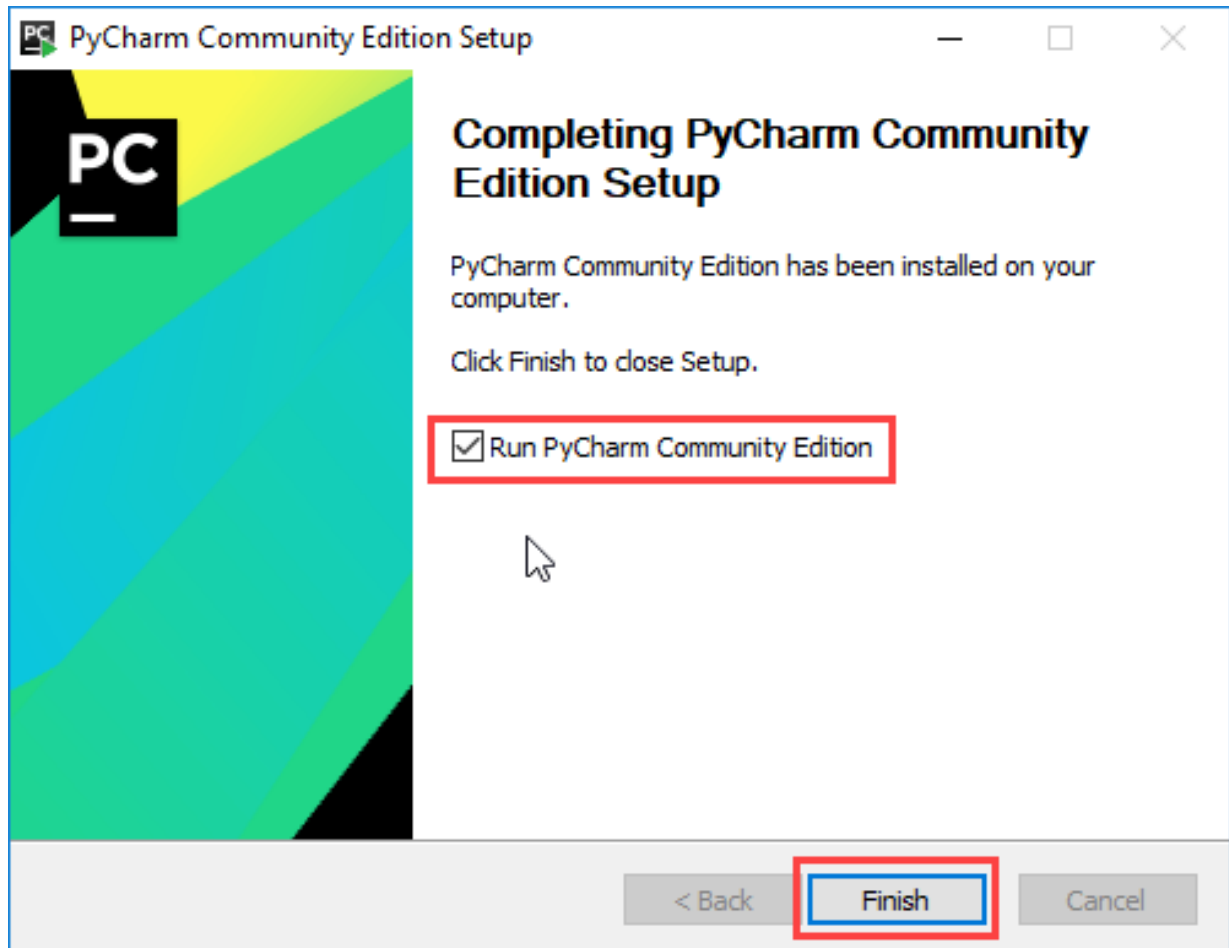 PyCharm Community Edition Setup
PC
Completing PyCharm Community
Edition Setup
PyCharm Community Edition has been installed on your
computer.
Click Finish to close Setup.
Run PyCharm Community Edition
< Back Finish Cancel